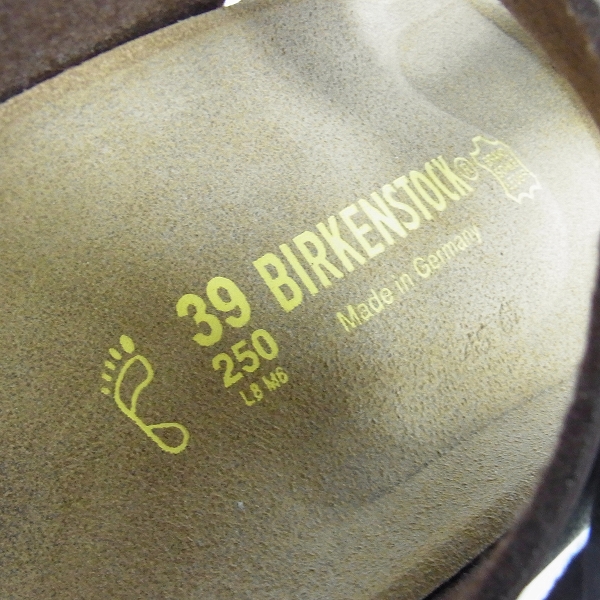 39 BIRKENSTOCK®
250 Made in Germany
L8 M6